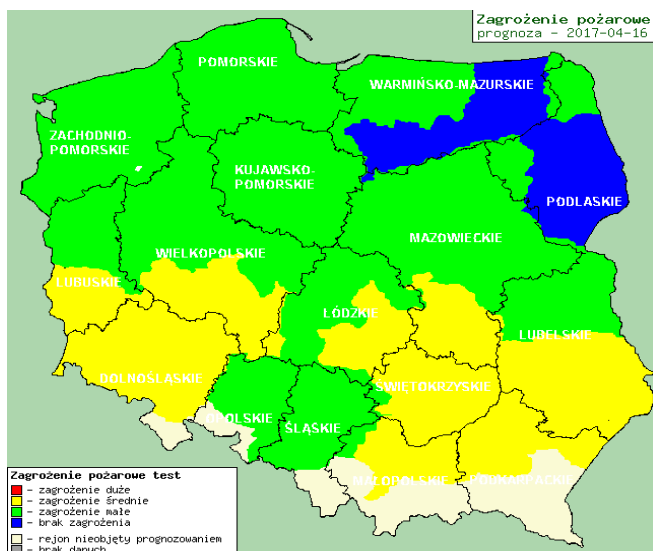 Zagrożenie pożarowe
prognoza - 2017-04-16
POMORSKIE
WARMIŃSKO-MAZURSKIE
ZACHODNIO-
POMORSKIE
KUJAWSKO-
POMORSKIE
PODLASKIE
MAZOWIECKIE
WIELKOPOLSKIE
LUBUSKIE
ŁÓDZKIE
LUBELSKIE
DOLNOŚLĄSKIE
ŚWIĘTOKRZYSKIE
OPOLSKIE
ŚLĄSKIE
MAŁOPOLSKIE
PODKARPACKIE
Zagrożenie pożarowe test
- zagrożenie duże
- zagrożenie średnie
- zagrożenie małe
- brak zagrożenia
- rejon nieobjęty prognozowaniem
- brak danych